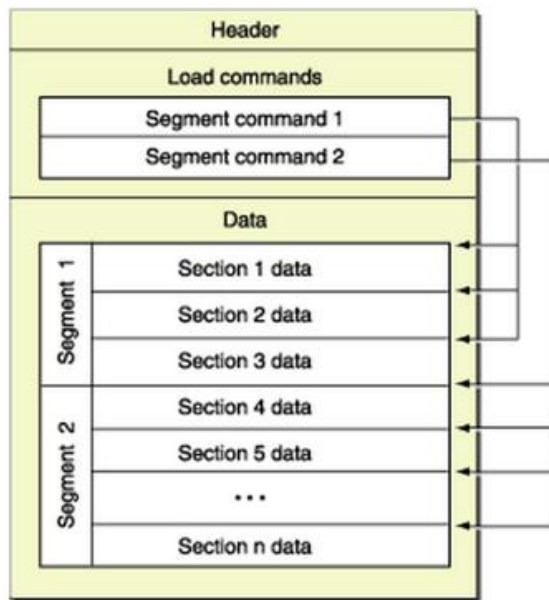 Header
Load commands
Segment command 1
Segment command 2
Data
Segment 1
Section 1 data
Section 2 data
Section 3 data
Segment 2
Section 4 data
Section 5 data
...
Section n data